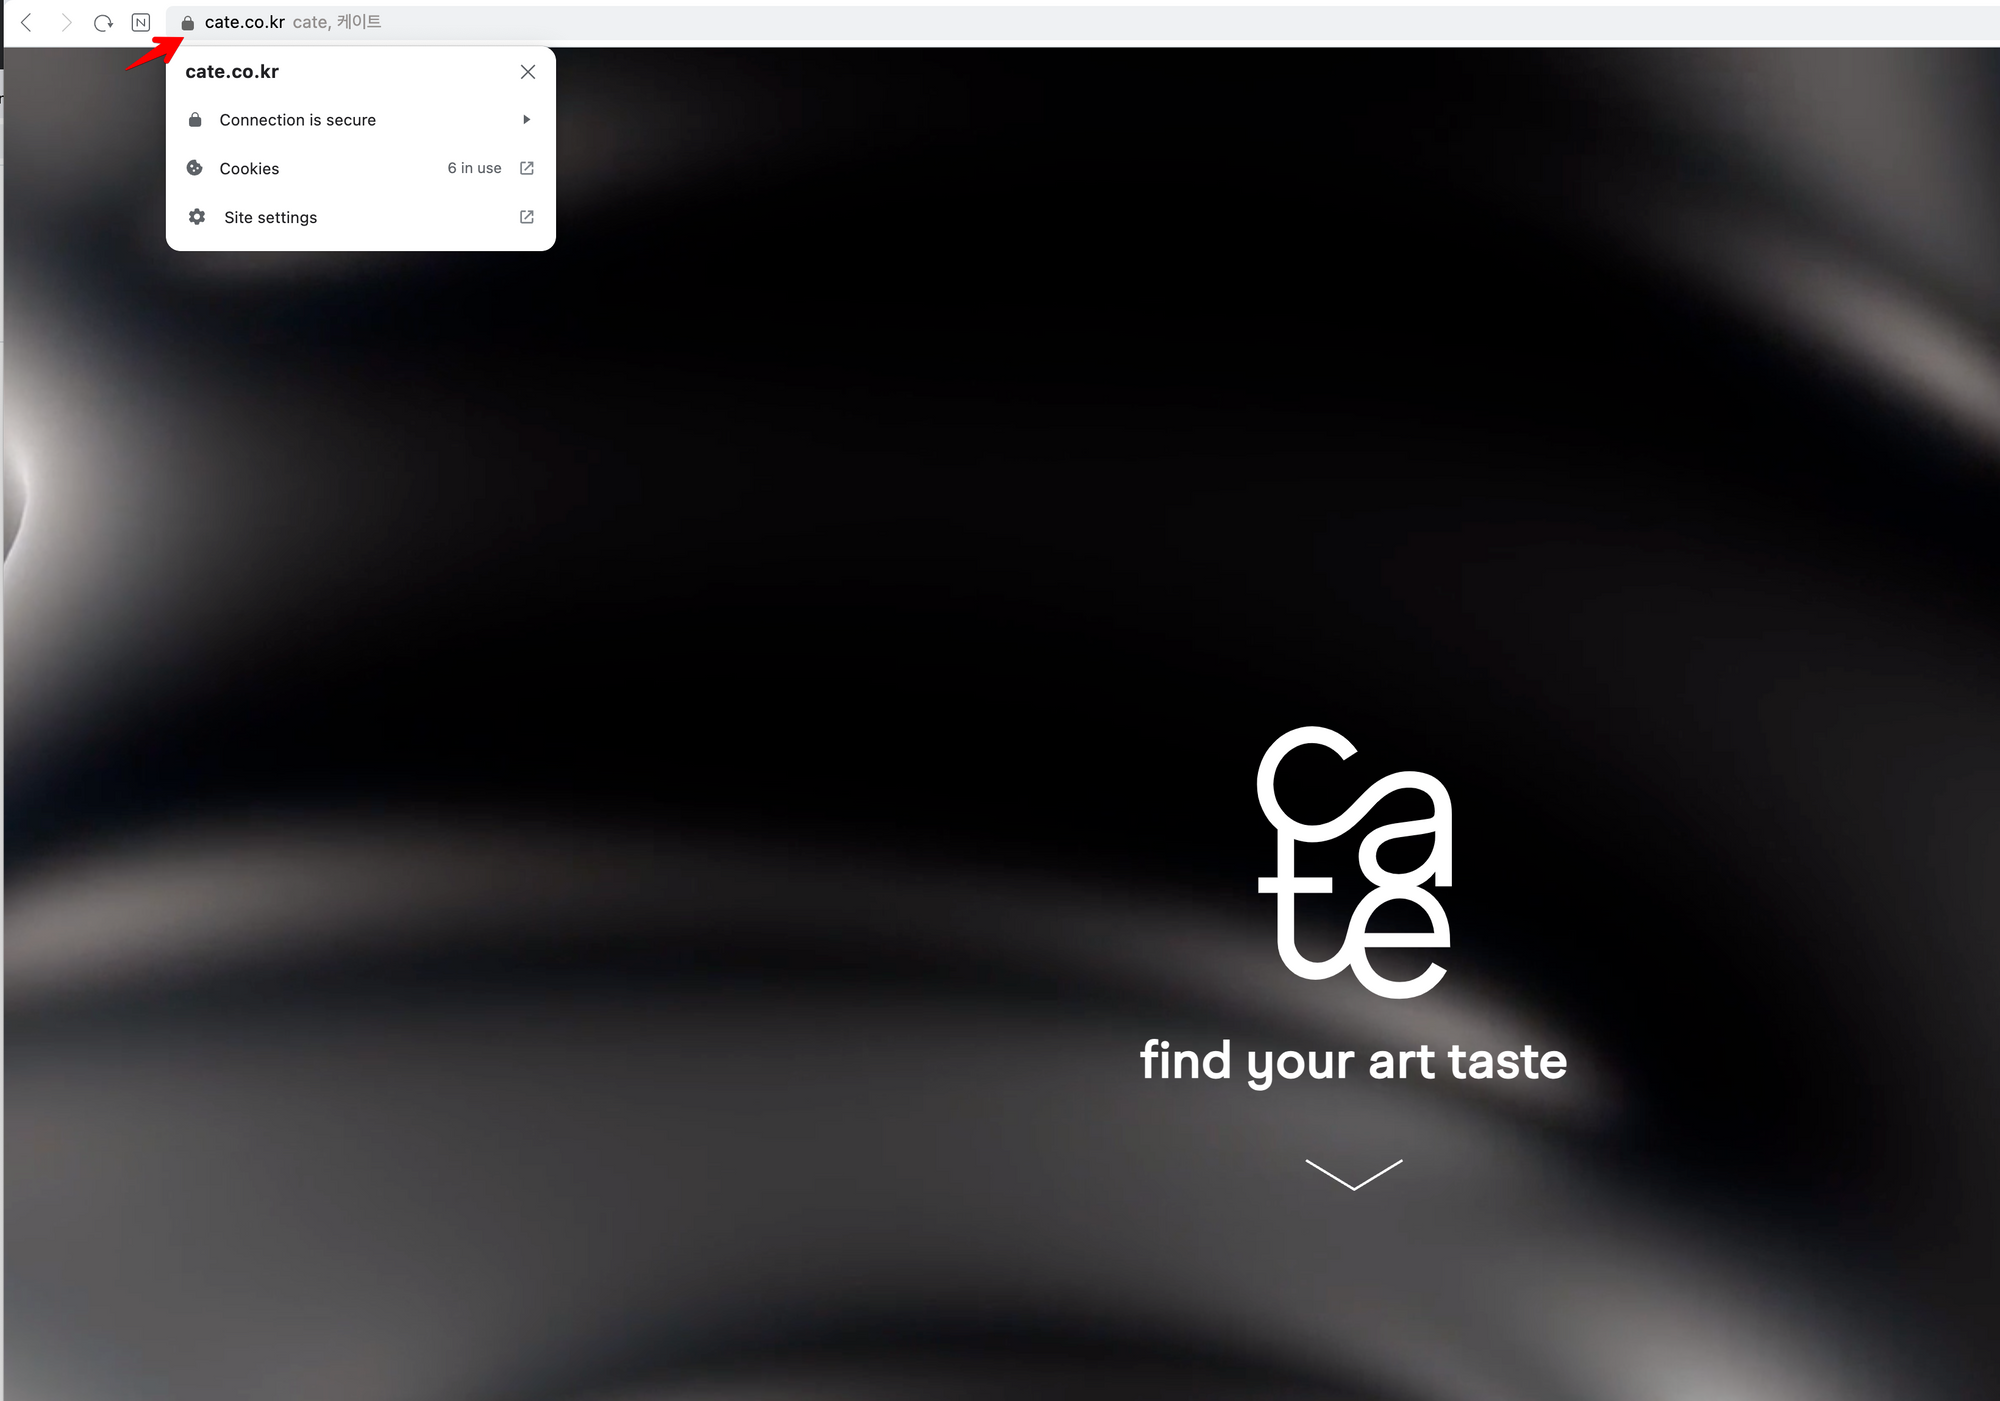 N cate.co.kr cate, 케이트
cate.co.kr
Connection is secure
Cookies 6 in use
Site settings
cate
find your art taste